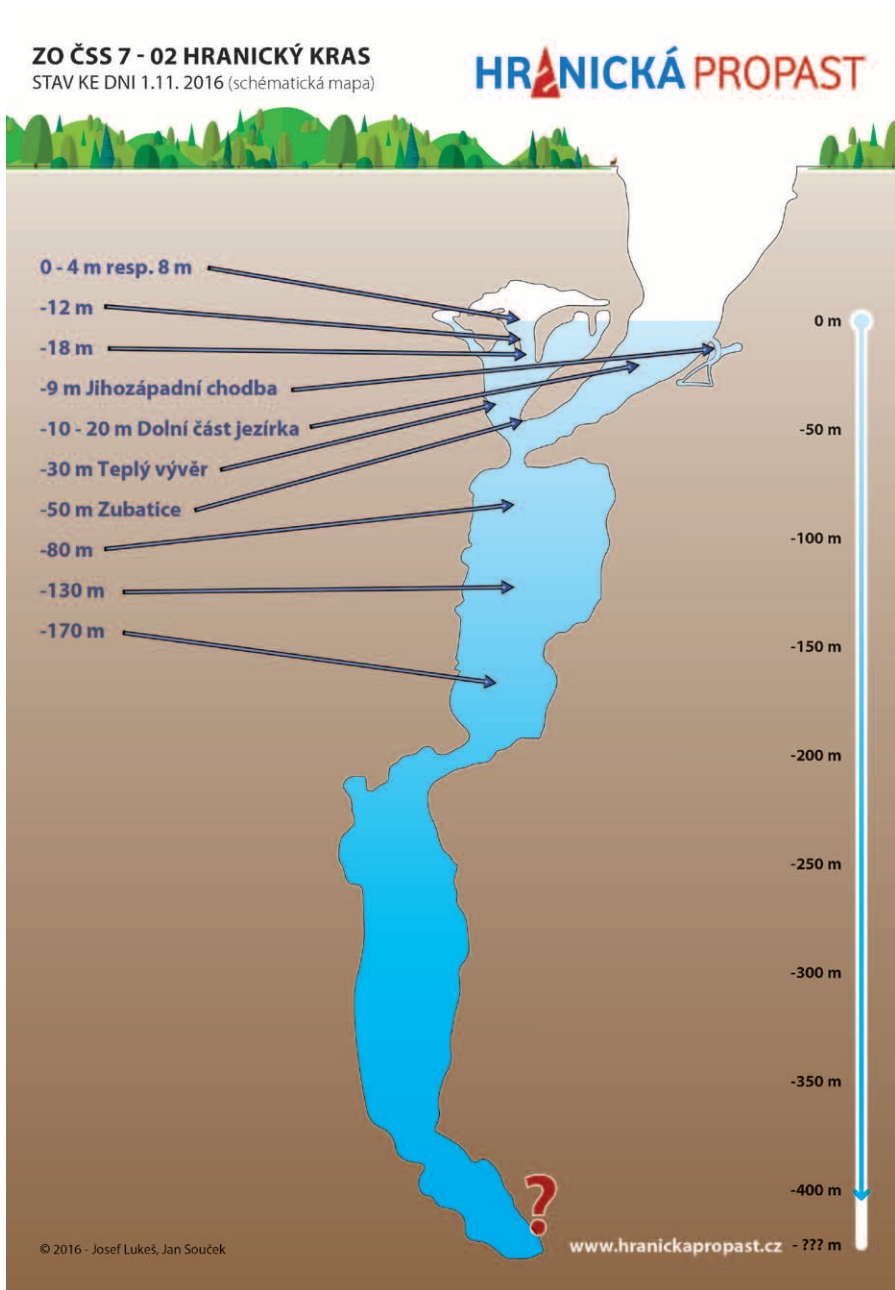 ZO ČSS 7 - 02 HRANICKÝ KRAS
STAV KE DNI 1.11. 2016 (schématická mapa)
HRANICKÁ PROPAST
0 - 4 m resp. 8 m
-12 m
-18 m
-9 m Jihozápadní chodba
-10 - 20 m Dolní část jezírka
-30 m Teplý vývěr
-50 m Zubatice
-80 m
-130 m
-170 m
0 m
-50 m
-100 m
-150 m
-200 m
-250 m
-300 m
-350 m
-400 m
- ??? m
?
www.hranickapropast.cz
© 2016 - Josef Lukeš, Jan Souček